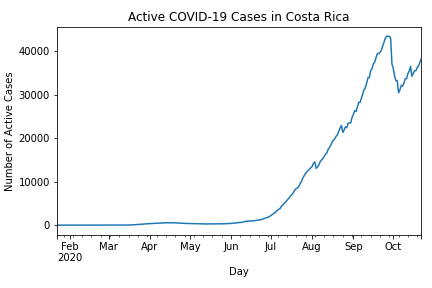 Active COVID-19 Cases in Costa Rica
Number of Active Cases
40000
30000
20000
10000
0
Feb Mar Apr May Jun Jul Aug Sep Oct
2020
Day